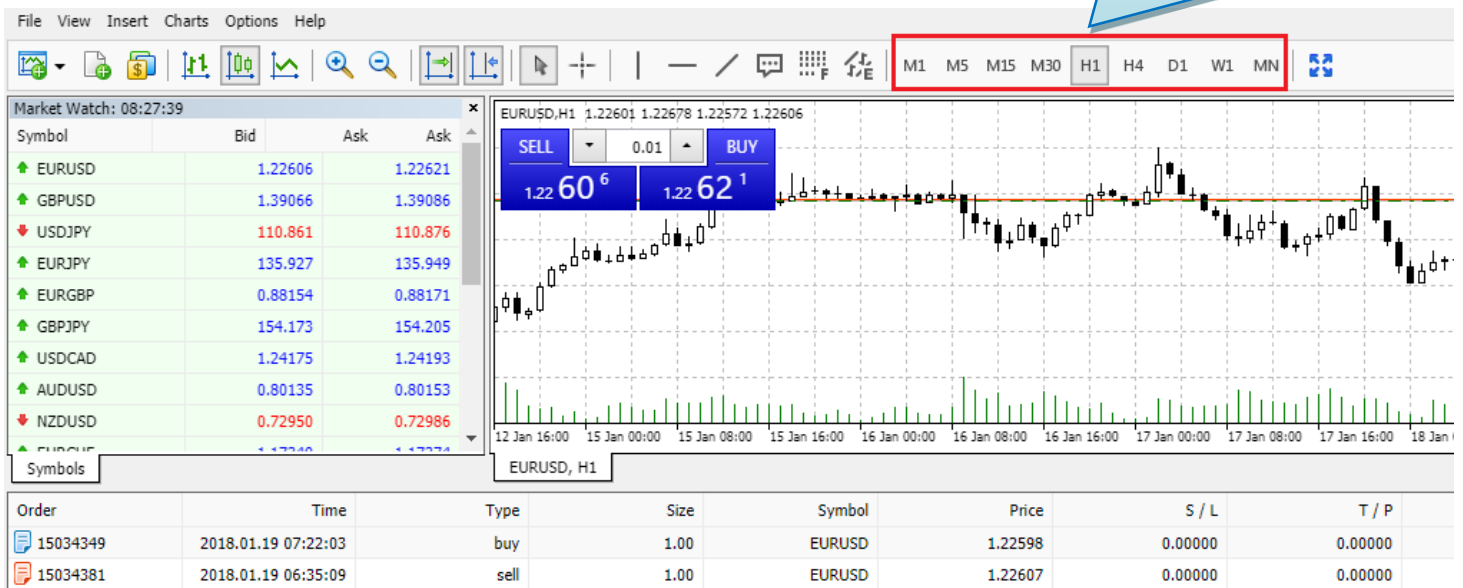 File View Insert Charts Options Help
M1 M5 M15 M30 H1 H4 D1 W1 MN
Market Watch: 08:27:39
Symbol Bid Ask Ask
EURUSD 1.22606 1.22621
GBPUSD 1.39066 1.39086
USDJPY 110.861 110.876
EURJPY 135.927 135.949
EURGBP 0.88154 0.88171
GBPJPY 154.173 154.205
USDCAD 1.24175 1.24193
AUDUSD 0.80135 0.80153
NZDUSD 0.72950 0.72986
Symbols
EURUSD,H1 1.22601 1.22678 1.22572 1.22606
SELL 0.01 BUY
1.22 60 6 1.22 62 1
12 Jan 16:00 15 Jan 00:00 15 Jan 08:00 15 Jan 16:00 16 Jan 00:00 16 Jan 08:00 16 Jan 16:00 17 Jan 00:00 17 Jan 08:00 17 Jan 16:00 18 Jan
EURUSD, H1
Order Time Type Size Symbol Price S / L T / P
15034349 2018.01.19 07:22:03 buy 1.00 EURUSD 1.22598 0.00000 0.00000
15034381 2018.01.19 06:35:09 sell 1.00 EURUSD 1.22607 0.00000 0.00000